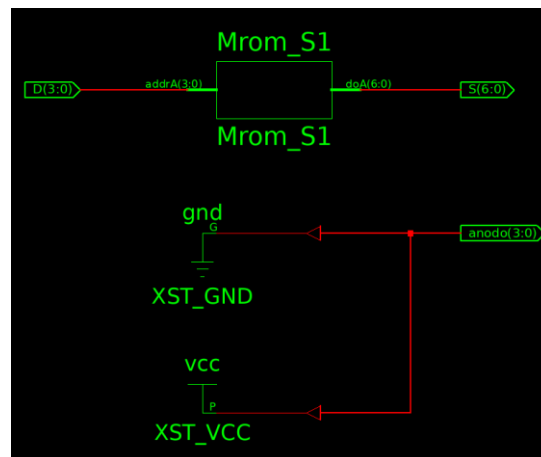 Mrom_S1
D(3:0) addrA(3:0) doA(6:0) S(6:0)
Mrom_S1
gnd
G
anodo(3:0)
XST_GND
vcc
P
XST_VCC